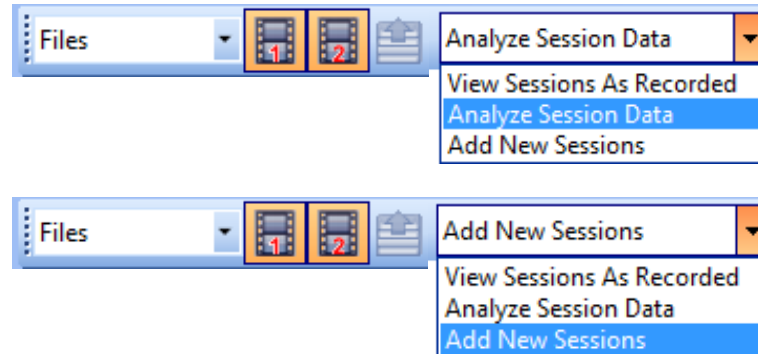 Files 1 2 Analyze Session Data
View Sessions As Recorded
Analyze Session Data
Add New Sessions
Files 1 2 Add New Sessions
View Sessions As Recorded
Analyze Session Data
Add New Sessions